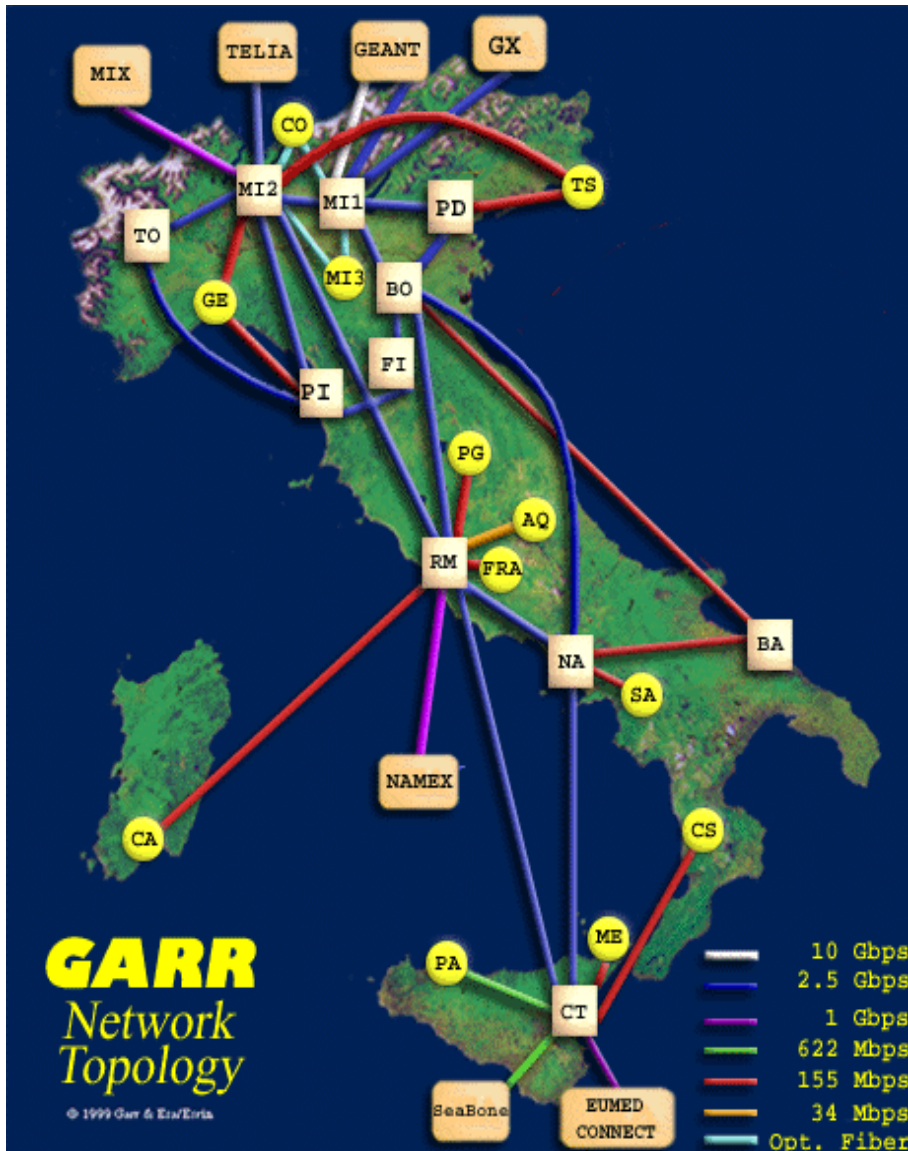 MIX
TELIA
GEANT
GX
CO
MI2
MI1
PD
TS
TO
GE
MI3
BO
PI
FI
PG
AQ
RM
FRA
NA
BA
SA
NAMEX
CA
CS
ME
PA
CT
SeaBone
EUMED
CONNECT
GARR
Network
Topology
© 1999 Garr & Esa/Esrin
10 Gbps
2.5 Gbps
1 Gbps
622 Mbps
155 Mbps
34 Mbps
Opt. Fiber